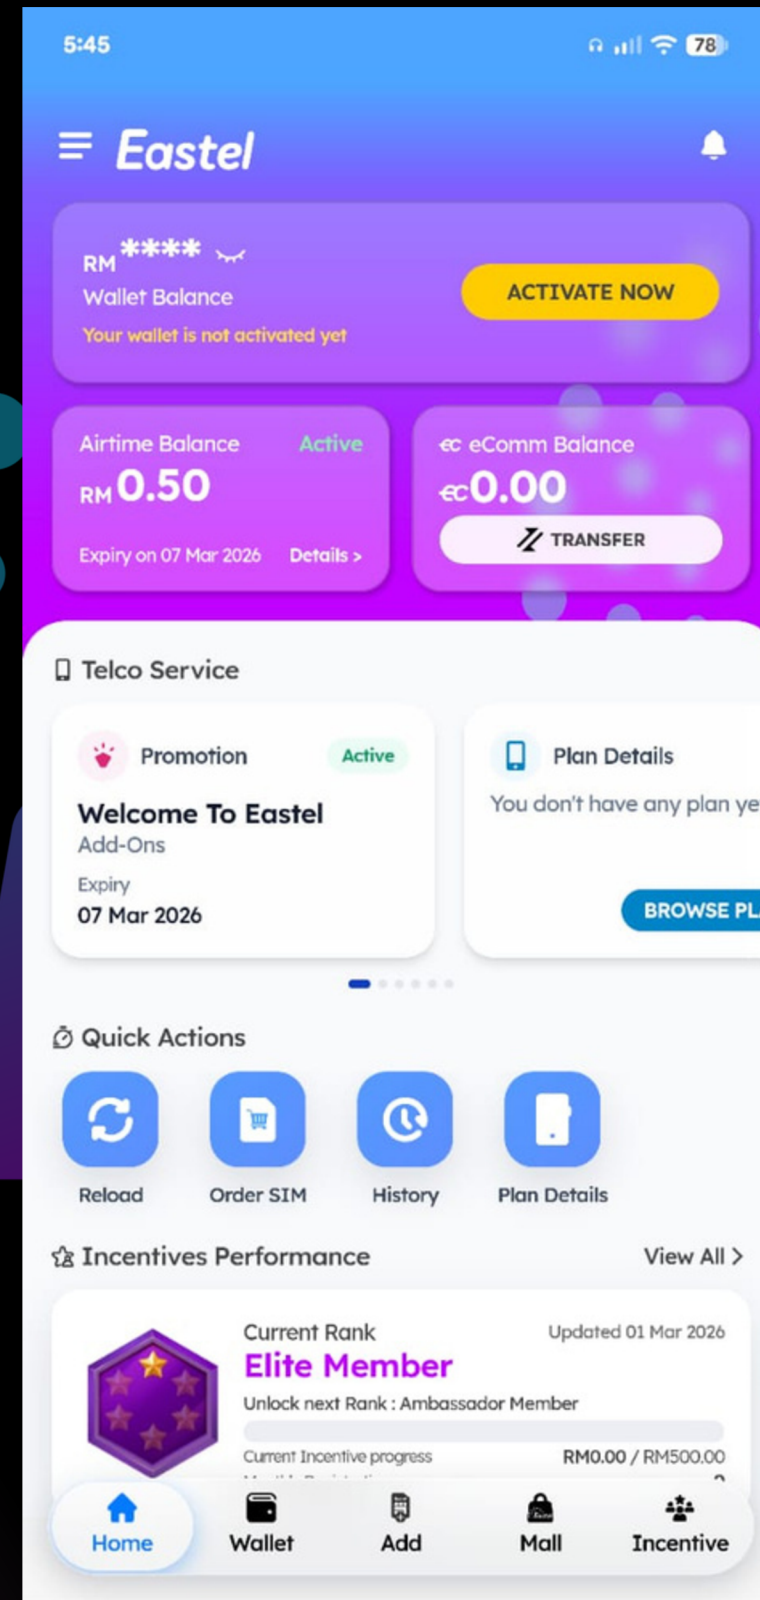 5:45
78
Eastel
RM****
Wallet Balance
Your wallet is not activated yet
ACTIVATE NOW
Airtime Balance
Active
RM0.50
Expiry on 07 Mar 2026
Details >
eComm Balance
0.00
TRANSFER
Telco Service
Promotion
Active
Welcome To Eastel
Add-Ons
Expiry
07 Mar 2026
Plan Details
You don't have any plan ye
BROWSE PL
Quick Actions
Reload
Order SIM
History
Plan Details
Incentives Performance
View All >
Current Rank
Updated 01 Mar 2026
Elite Member
Unlock next Rank : Ambassador Member
Current Incentive progress
RM0.00 / RM500.00
Home
Wallet
Add
Mall
Incentive